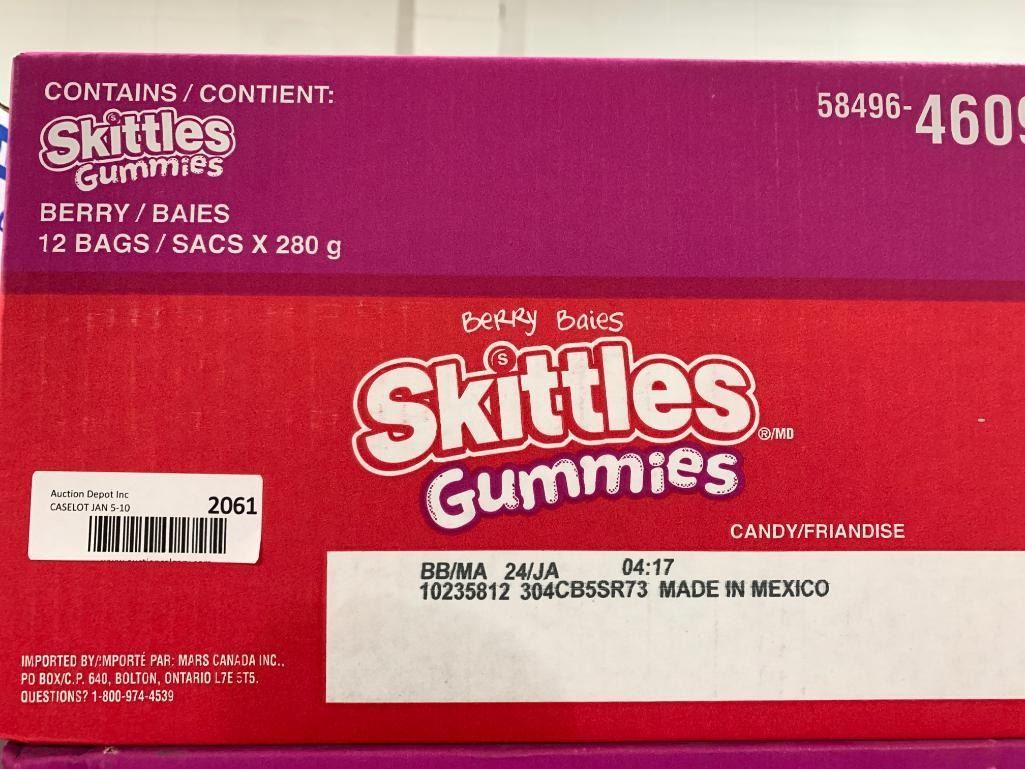 CONTAINS / CONTIENT:
Skittles
Gummies
BERRY / BAIES
12 BAGS / SACS X 280 g
58496-4609
Berry Baies
Skittles ®/MD
Gummies
CANDY/FRIANDISE
Auction Depot Inc
CASELOT JAN 5-10
2061
BB/MA 24/JA 04:17
10235812 304CB5SR73 MADE IN MEXICO
IMPORTED BY/IMPORTÉ PAR: MARS CANADA INC.,
PO BOX/C.P. 640, BOLTON, ONTARIO L7E 5T5.
QUESTIONS? 1-800-974-4539